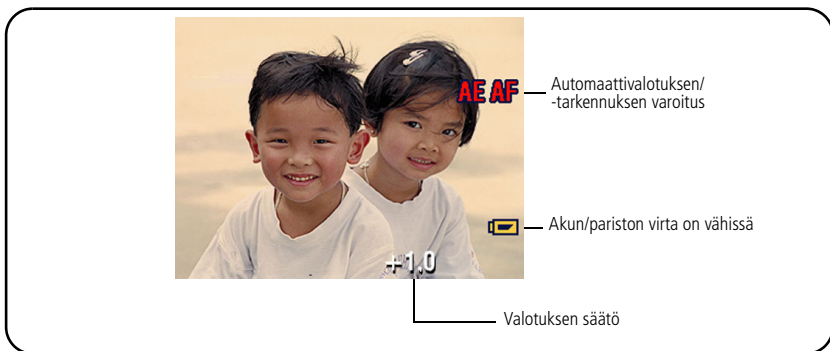 AE AF
Automaattivalotuksen/
-tarkennuksen varoitus
Akun/pariston virta on vähissä
+1,0
Valotuksen säätö